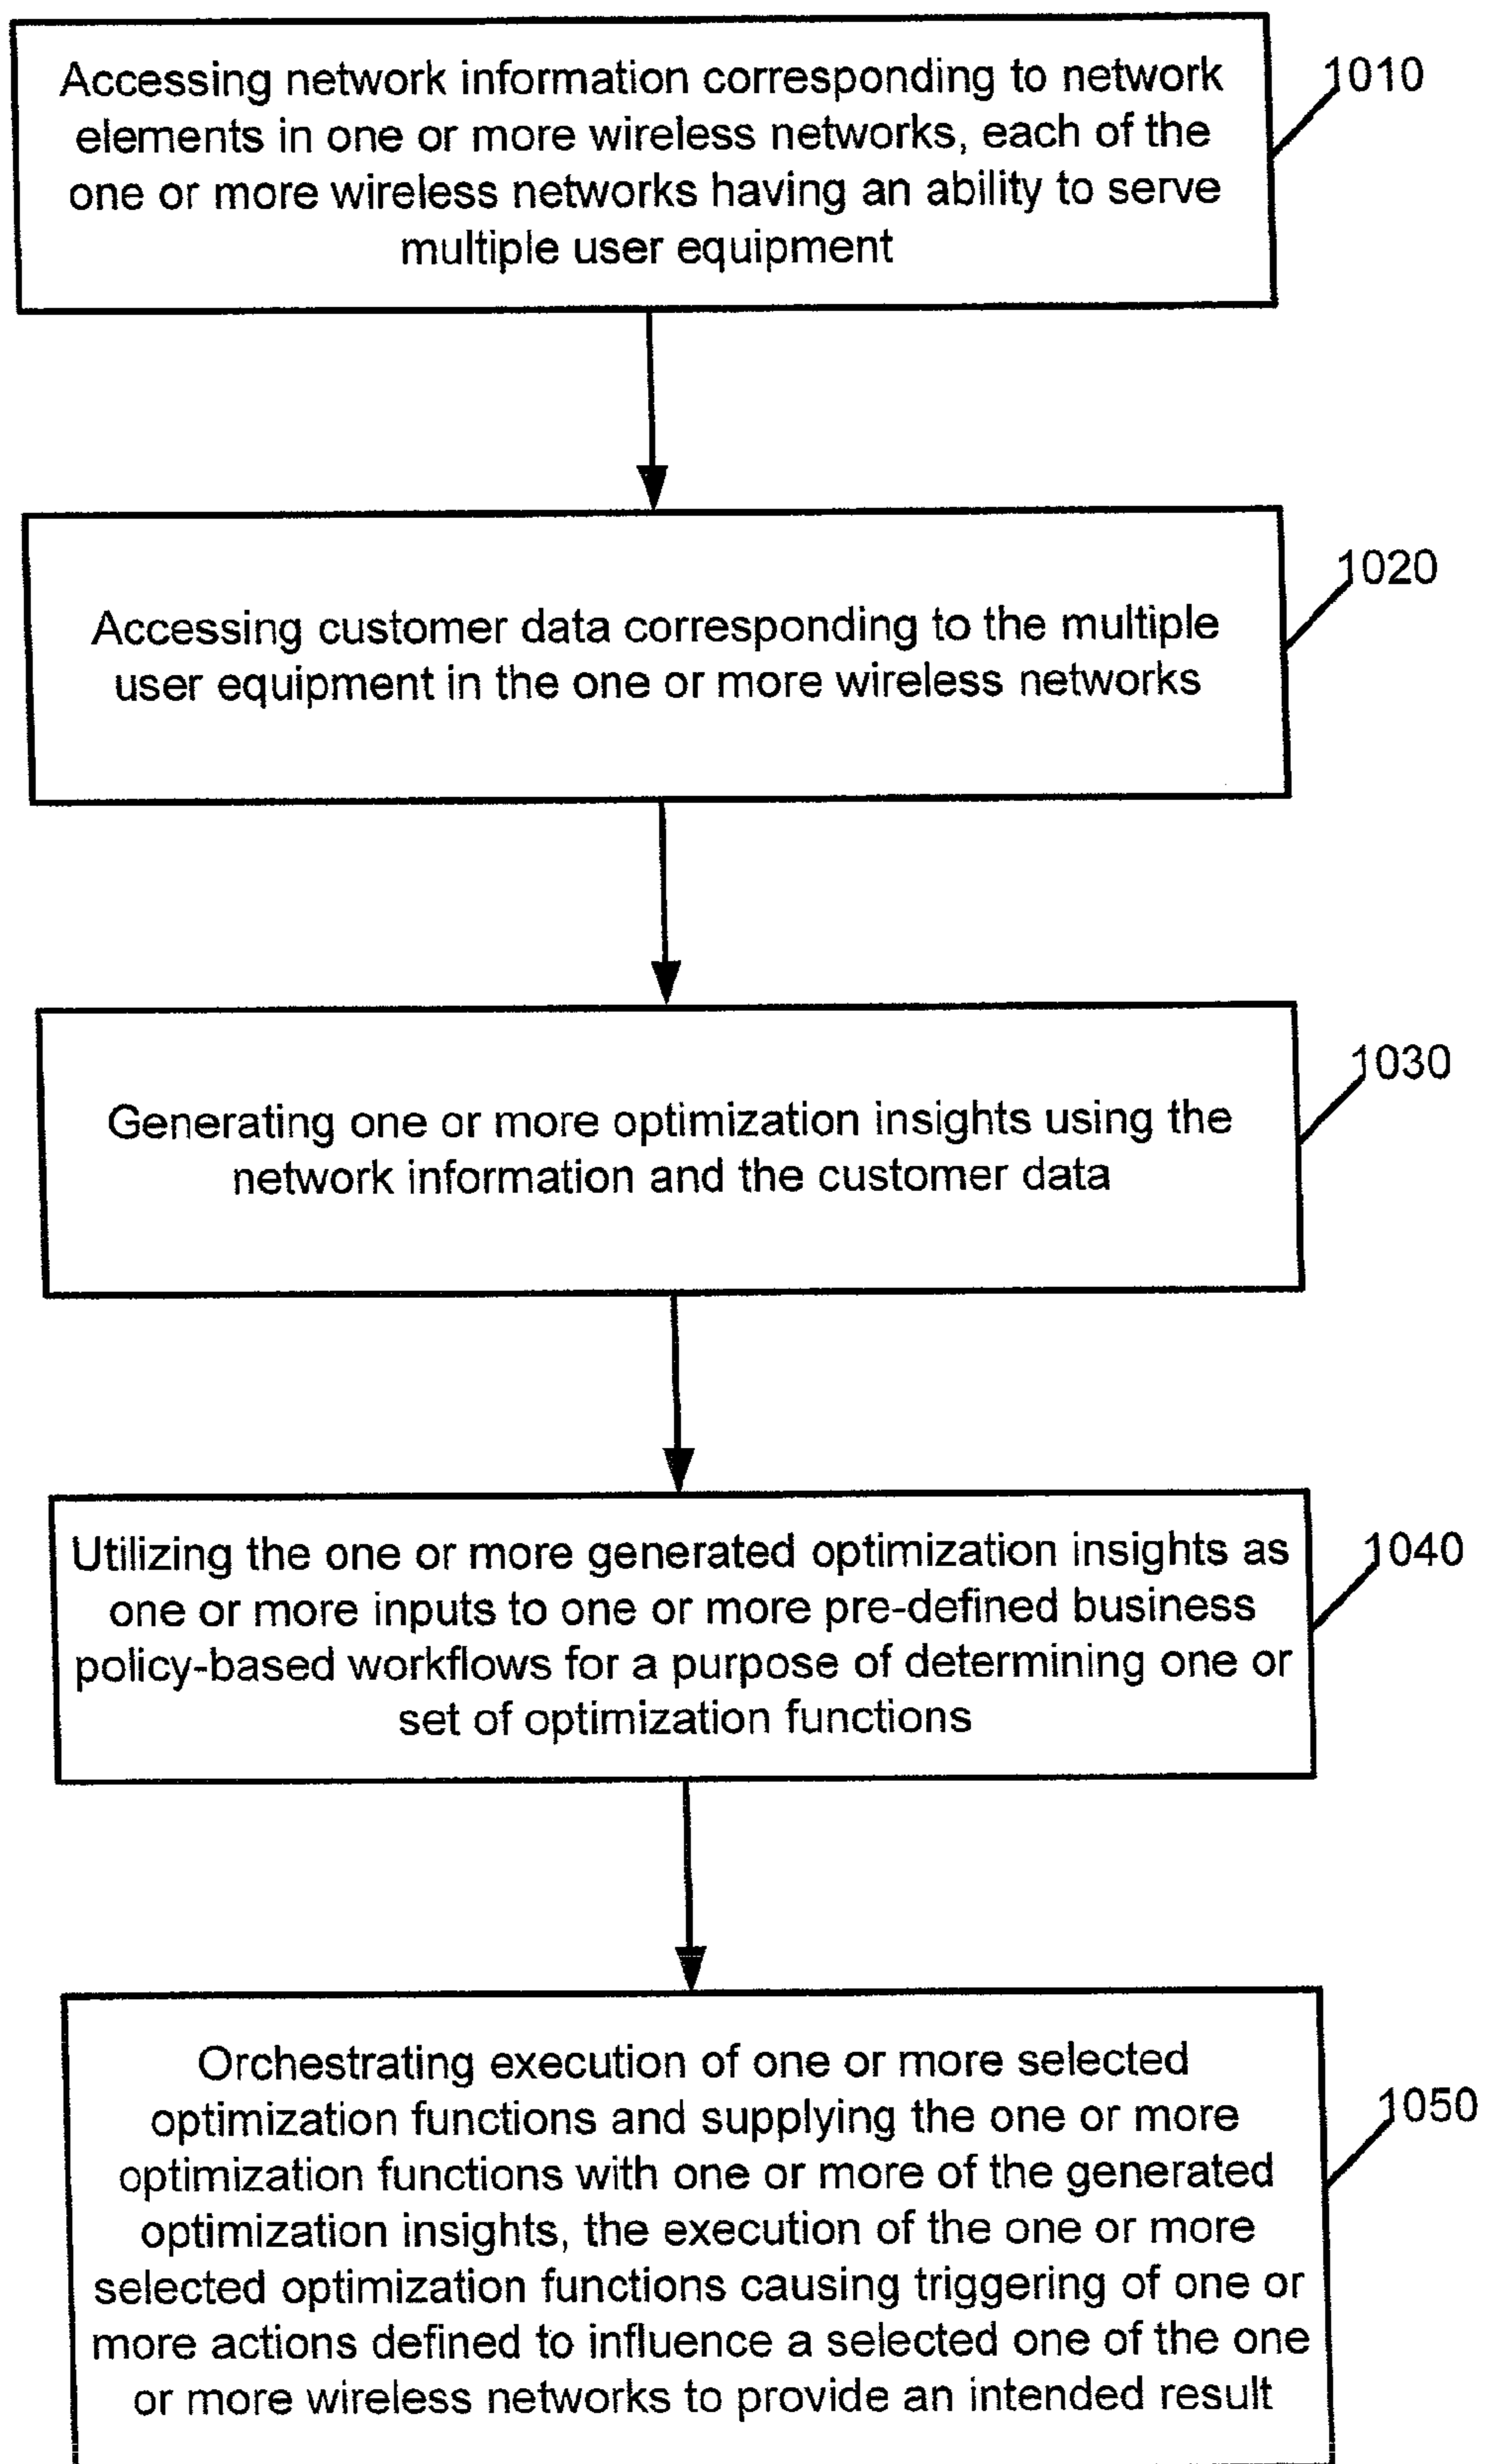 Accessing network information corresponding to network
elements in one or more wireless networks, each of the
one or more wireless networks having an ability to serve
multiple user equipment
1010
Accessing customer data corresponding to the multiple
user equipment in the one or more wireless networks
1020
Generating one or more optimization insights using the
network information and the customer data
1030
Utilizing the one or more generated optimization insights as
one or more inputs to one or more pre-defined business
policy-based workflows for a purpose of determining one or
set of optimization functions
1040
Orchestrating execution of one or more selected
optimization functions and supplying the one or more
optimization functions with one or more of the generated
optimization insights, the execution of the one or more
selected optimization functions causing triggering of one or
more actions defined to influence a selected one of the one
or more wireless networks to provide an intended result
1050